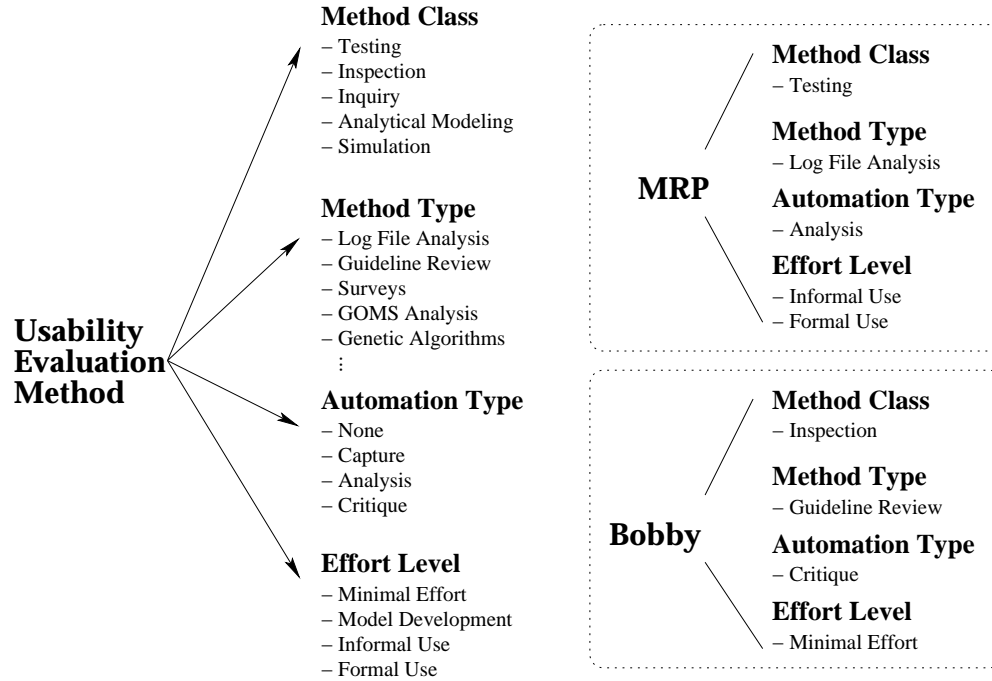 Usability
Evaluation
Method
Method Class
– Testing
– Inspection
– Inquiry
– Analytical Modeling
– Simulation
Method Type
– Log File Analysis
– Guideline Review
– Surveys
– GOMS Analysis
– Genetic Algorithms
⋮
Automation Type
– None
– Capture
– Analysis
– Critique
Effort Level
– Minimal Effort
– Model Development
– Informal Use
– Formal Use
MRP
Method Class
– Testing
Method Type
– Log File Analysis
Automation Type
– Analysis
Effort Level
– Informal Use
– Formal Use
Bobby
Method Class
– Inspection
Method Type
– Guideline Review
Automation Type
– Critique
Effort Level
– Minimal Effort